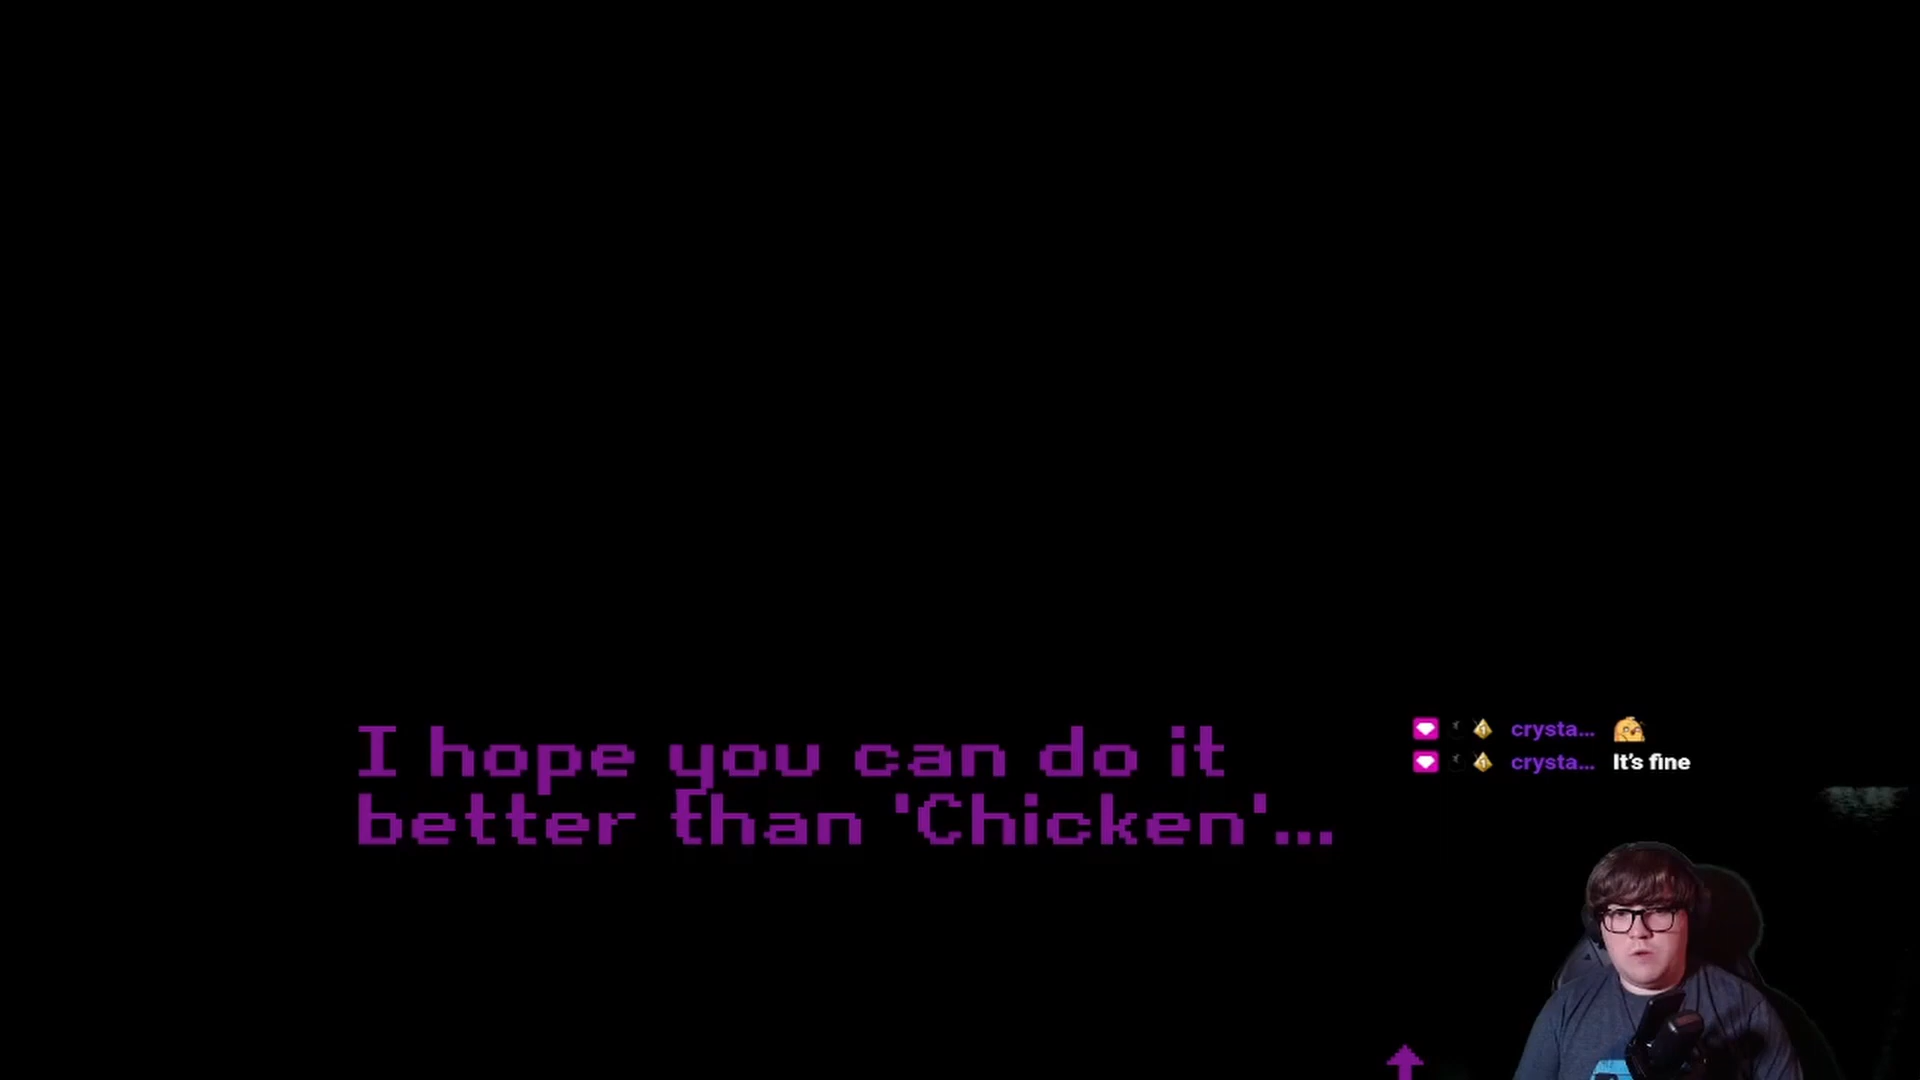 I hope you can do it
better than 'Chicken'...
crysta...
crysta... It's fine